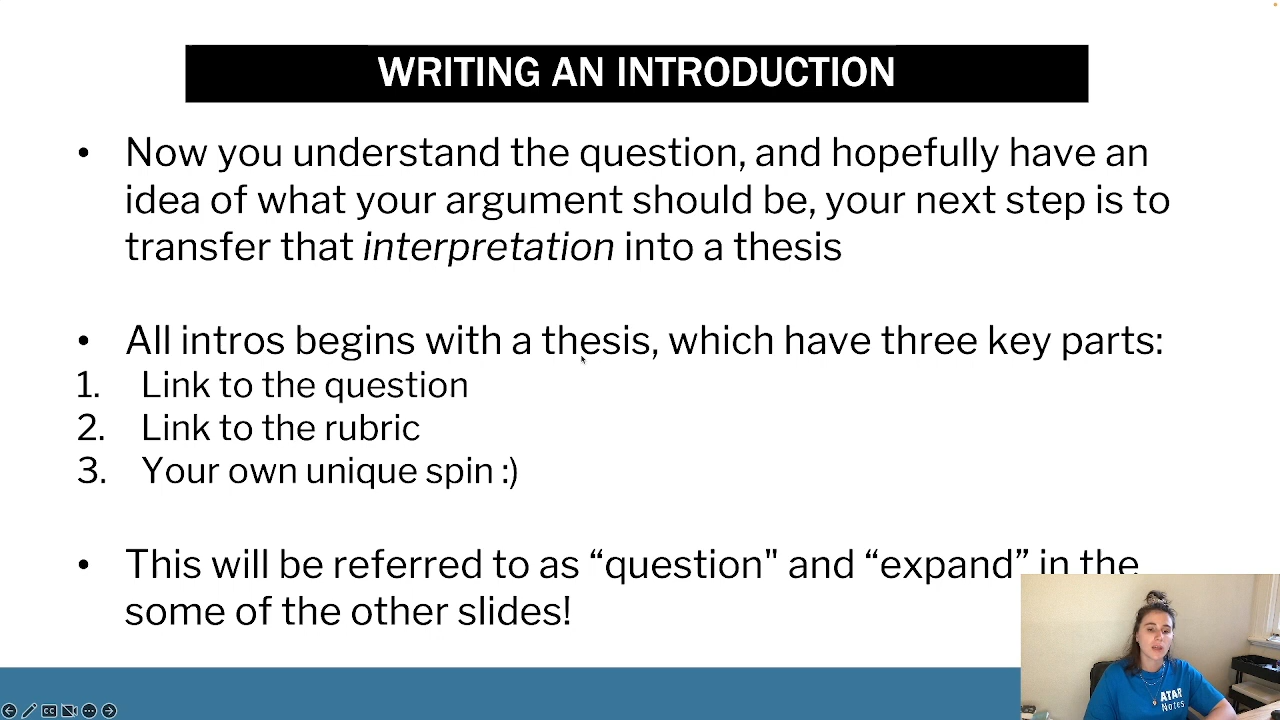 WRITING AN INTRODUCTION
• Now you understand the question, and hopefully have an
idea of what your argument should be, your next step is to
transfer that interpretation into a thesis
• All intros begins with a thesis, which have three key parts:
1. Link to the question
2. Link to the rubric
3. Your own unique spin :)
• This will be referred to as “question" and “expand” in the
some of the other slides!
CC
ATAR
Notes